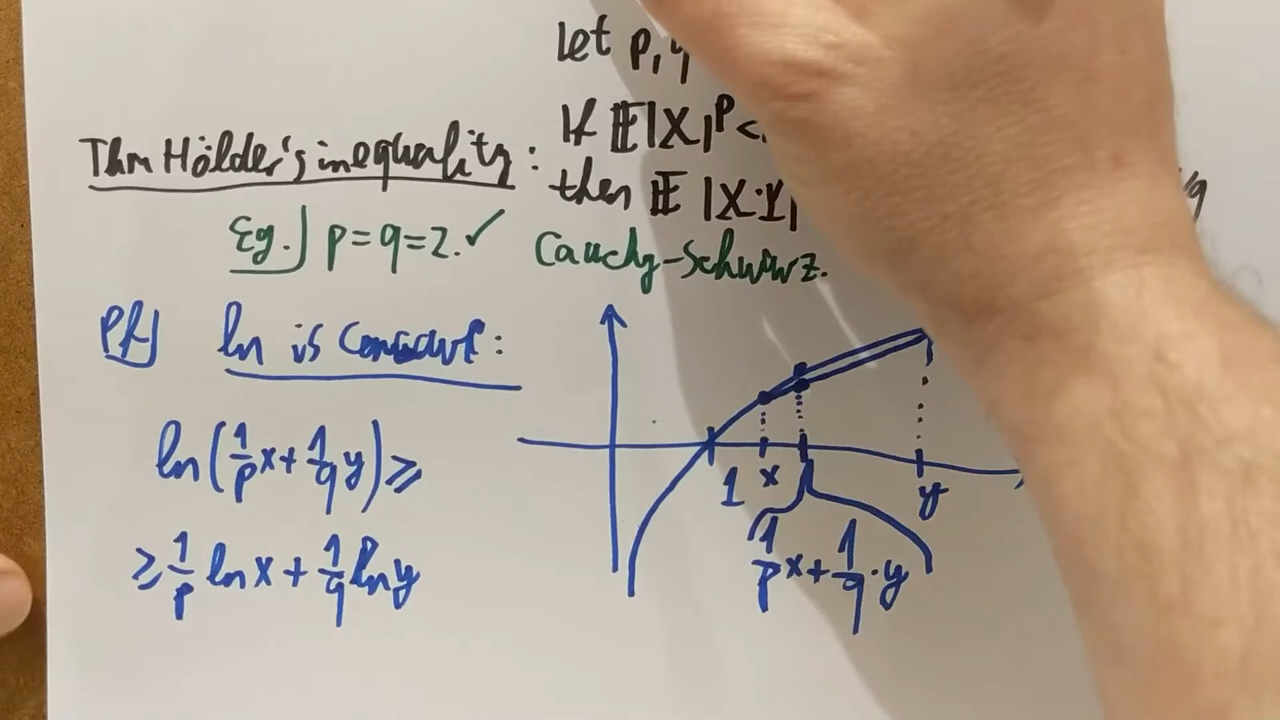 Let p, q
If 𝔼|X|^p <
Thm Hölder's inequality:
then 𝔼 |X·Y|
/q
Eg.) p=q=2. ✓ Cauchy-Schwarz.
Pf) ln is concave:
ln(1/p x + 1/q y) ≥
≥ 1/p ln x + 1/q ln y
1 x y
1/p x + 1/q · y